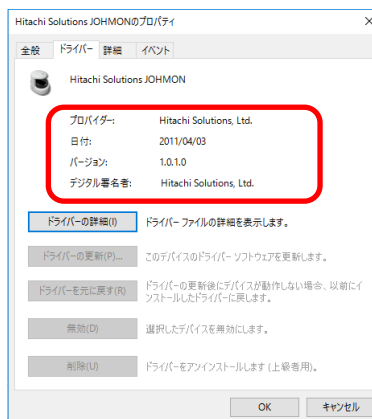 Hitachi Solutions JOHMONのプロパティ
全般 ドライバー 詳細 イベント
Hitachi Solutions JOHMON
プロバイダー: Hitachi Solutions, Ltd.
日付: 2011/04/03
バージョン: 1.0.1.0
デジタル署名者: Hitachi Solutions, Ltd.
ドライバーの詳細(I) ドライバー ファイルの詳細を表示します。
ドライバーの更新(P)... このデバイスのドライバー ソフトウェアを更新します。
ドライバーを元に戻す(R) ドライバーの更新後にデバイスが動作しない場合、以前にイ
ンストールしたドライバーに戻します。
無効(D) 選択したデバイスを無効にします。
削除(U) ドライバーをアンインストールします (上級者用)。
OK キャンセル